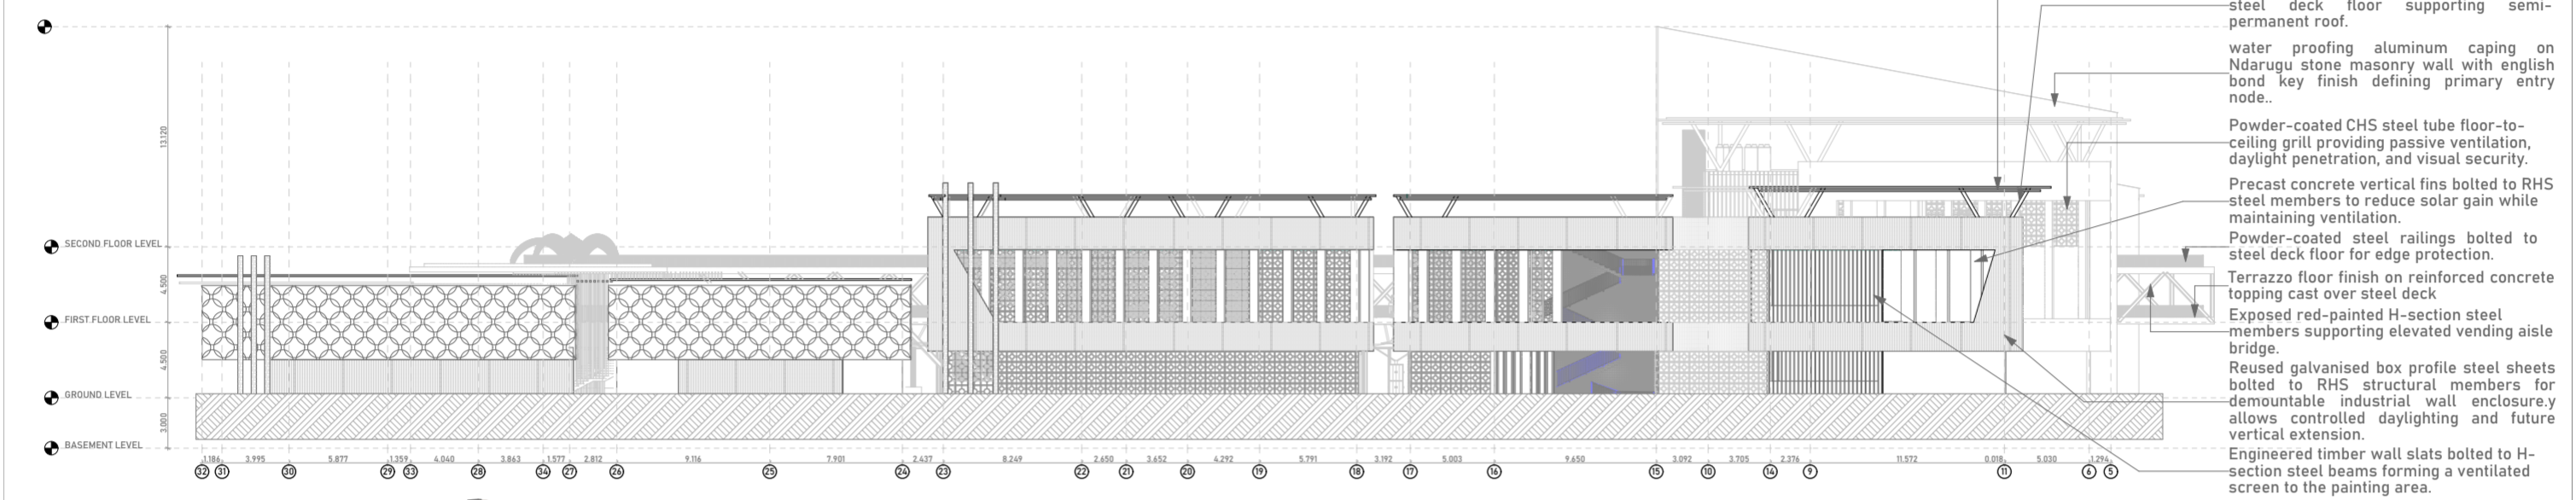 steel deck floor supporting semi-
permanent roof.
water proofing aluminum caping on
Ndarugu stone masonry wall with english
bond key finish defining primary entry
node..
Powder-coated CHS steel tube floor-to-
ceiling grill providing passive ventilation,
daylight penetration, and visual security.
Precast concrete vertical fins bolted to RHS
steel members to reduce solar gain while
maintaining ventilation.
Powder-coated steel railings bolted to
steel deck floor for edge protection.
Terrazzo floor finish on reinforced concrete
topping cast over steel deck
Exposed red-painted H-section steel
members supporting elevated vending aisle
bridge.
Reused galvanised box profile steel sheets
bolted to RHS structural members for
demountable industrial wall enclosure.y
allows controlled daylighting and future
vertical extension.
Engineered timber wall slats bolted to H-
section steel beams forming a ventilated
screen to the painting area.
13.120
SECOND FLOOR LEVEL
4.500
FIRST FLOOR LEVEL
4.500
GROUND LEVEL
3.000
BASEMENT LEVEL
1.186 3.995 5.877 1.359 4.040 3.863 1.577 2.812 9.116 7.901 2.437 8.249 2.650 3.652 4.292 5.791 3.192 5.003 9.650 3.092 3.705 2.376 11.572 0.018 5.030 1.294
32 31 30 29 33 28 34 27 26 25 24 23 22 21 20 19 18 17 16 15 10 14 9 11 6 5